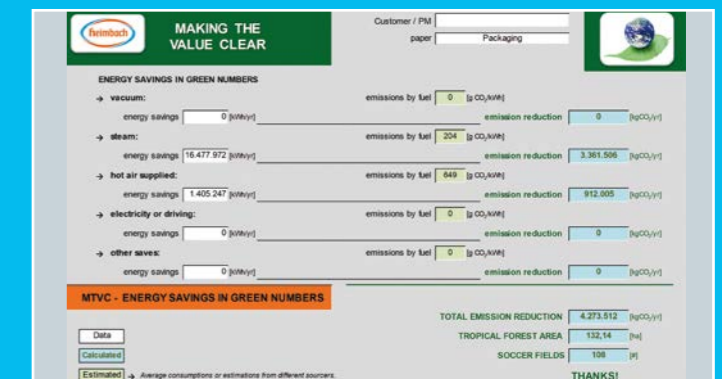 Heimbach
MAKING THE
VALUE CLEAR
Customer / PM
paper Packaging
ENERGY SAVINGS IN GREEN NUMBERS
→ vacuum: emissions by fuel 0 [g CO₂/kWh]
energy savings 0 [kWh/yr] emission reduction 0 [kgCO₂/yr]
→ steam: emissions by fuel 204 [g CO₂/kWh]
energy savings 16.477.972 [kWh/yr] emission reduction 3.361.506 [kgCO₂/yr]
→ hot air supplied: emissions by fuel 649 [g CO₂/kWh]
energy savings 1.405.247 [kWh/yr] emission reduction 912.005 [kgCO₂/yr]
→ electricity or driving: emissions by fuel 0 [g CO₂/kWh]
energy savings 0 [kWh/yr] emission reduction 0 [kgCO₂/yr]
→ other saves: emissions by fuel 0 [g CO₂/kWh]
energy savings 0 [kWh/yr] emission reduction 0 [kgCO₂/yr]
MTVC - ENERGY SAVINGS IN GREEN NUMBERS
TOTAL EMISSION REDUCTION 4.273.512 [kgCO₂/yr]
Data TROPICAL FOREST AREA 132,14 [ha]
Calculated SOCCER FIELDS 108 [#]
Estimated → Average consumptions or estimations from different sourcers. THANKS!